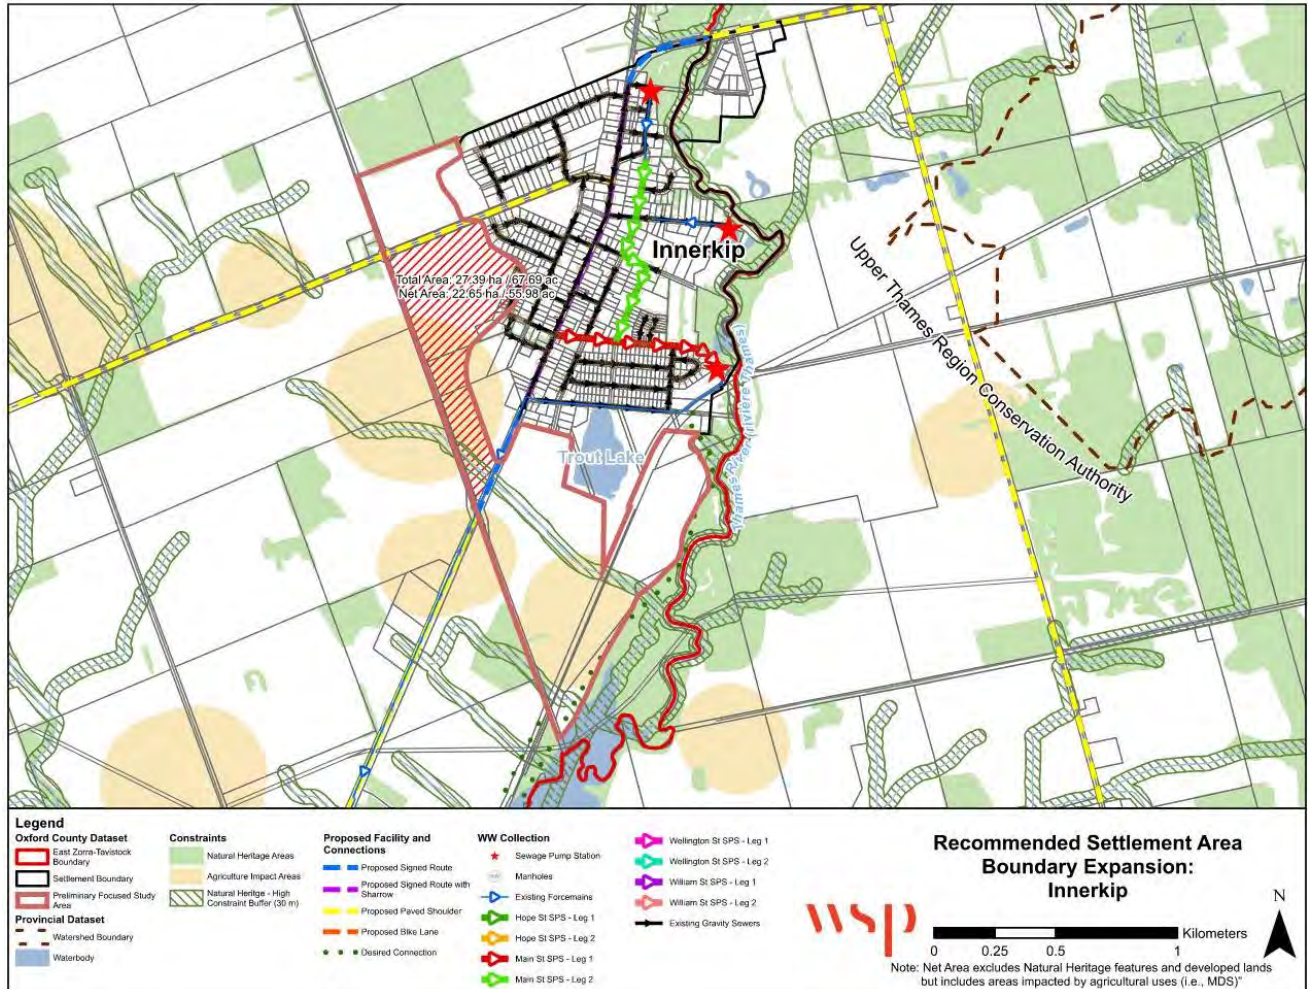 Innerkip
Total Area: 27.39 ha / 67.69 ac
Net Area: 22.65 ha / 55.98 ac
Upper Thames Region Conservation Authority
Trout Lake
Thames River (rivière Thames)
Legend
Oxford County Dataset
East Zorra-Tavistock
Boundary
Settlement Boundary
Preliminary Focused Study
Area
Provincial Dataset
Watershed Boundary
Waterbody
Constraints
Natural Heritage Areas
Agriculture Impact Areas
Natural Heritge - High
Constraint Buffer (30 m)
Proposed Facility and
Connections
Proposed Signed Route
Proposed Signed Route with
Sharrow
Proposed Paved Shoulder
Proposed Bike Lane
Desired Connection
WW Collection
Sewage Pump Station
Manholes
Existing Forcemains
Hope St SPS - Leg 1
Hope St SPS - Leg 2
Main St SPS - Leg 1
Main St SPS - Leg 2
Wellington St SPS - Leg 1
Wellington St SPS - Leg 2
William St SPS - Leg 1
William St SPS - Leg 2
Existing Gravity Sewers
wsp
Recommended Settlement Area
Boundary Expansion:
Innerkip
N
Kilometers
0 0.25 0.5 1
Note: Net Area excludes Natural Heritage features and developed lands
but includes areas impacted by agricultural uses (i.e., MDS)"